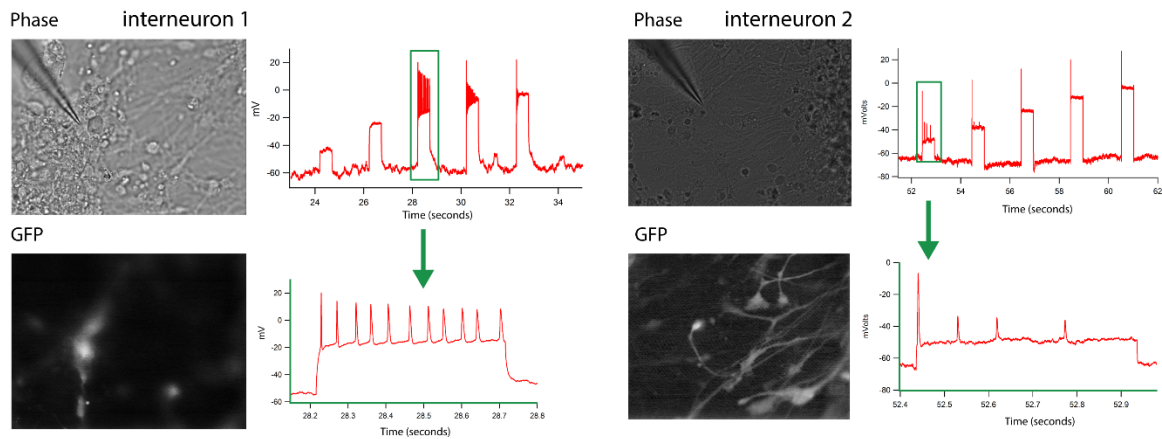 Phase interneuron 1
mV
20
0
-20
-40
-60
24 26 28 30 32 34
Time (seconds)
GFP
mV
20
0
-20
-40
-60
28.2 28.3 28.4 28.5 28.6 28.7 28.8
Time (seconds)
Phase interneuron 2
mVolts
40
20
0
-20
-40
-60
-80
52 54 56 58 60 62
Time (seconds)
GFP
mVolts
0
-20
-40
-60
-80
52.4 52.5 52.6 52.7 52.8 52.9
Time (seconds)